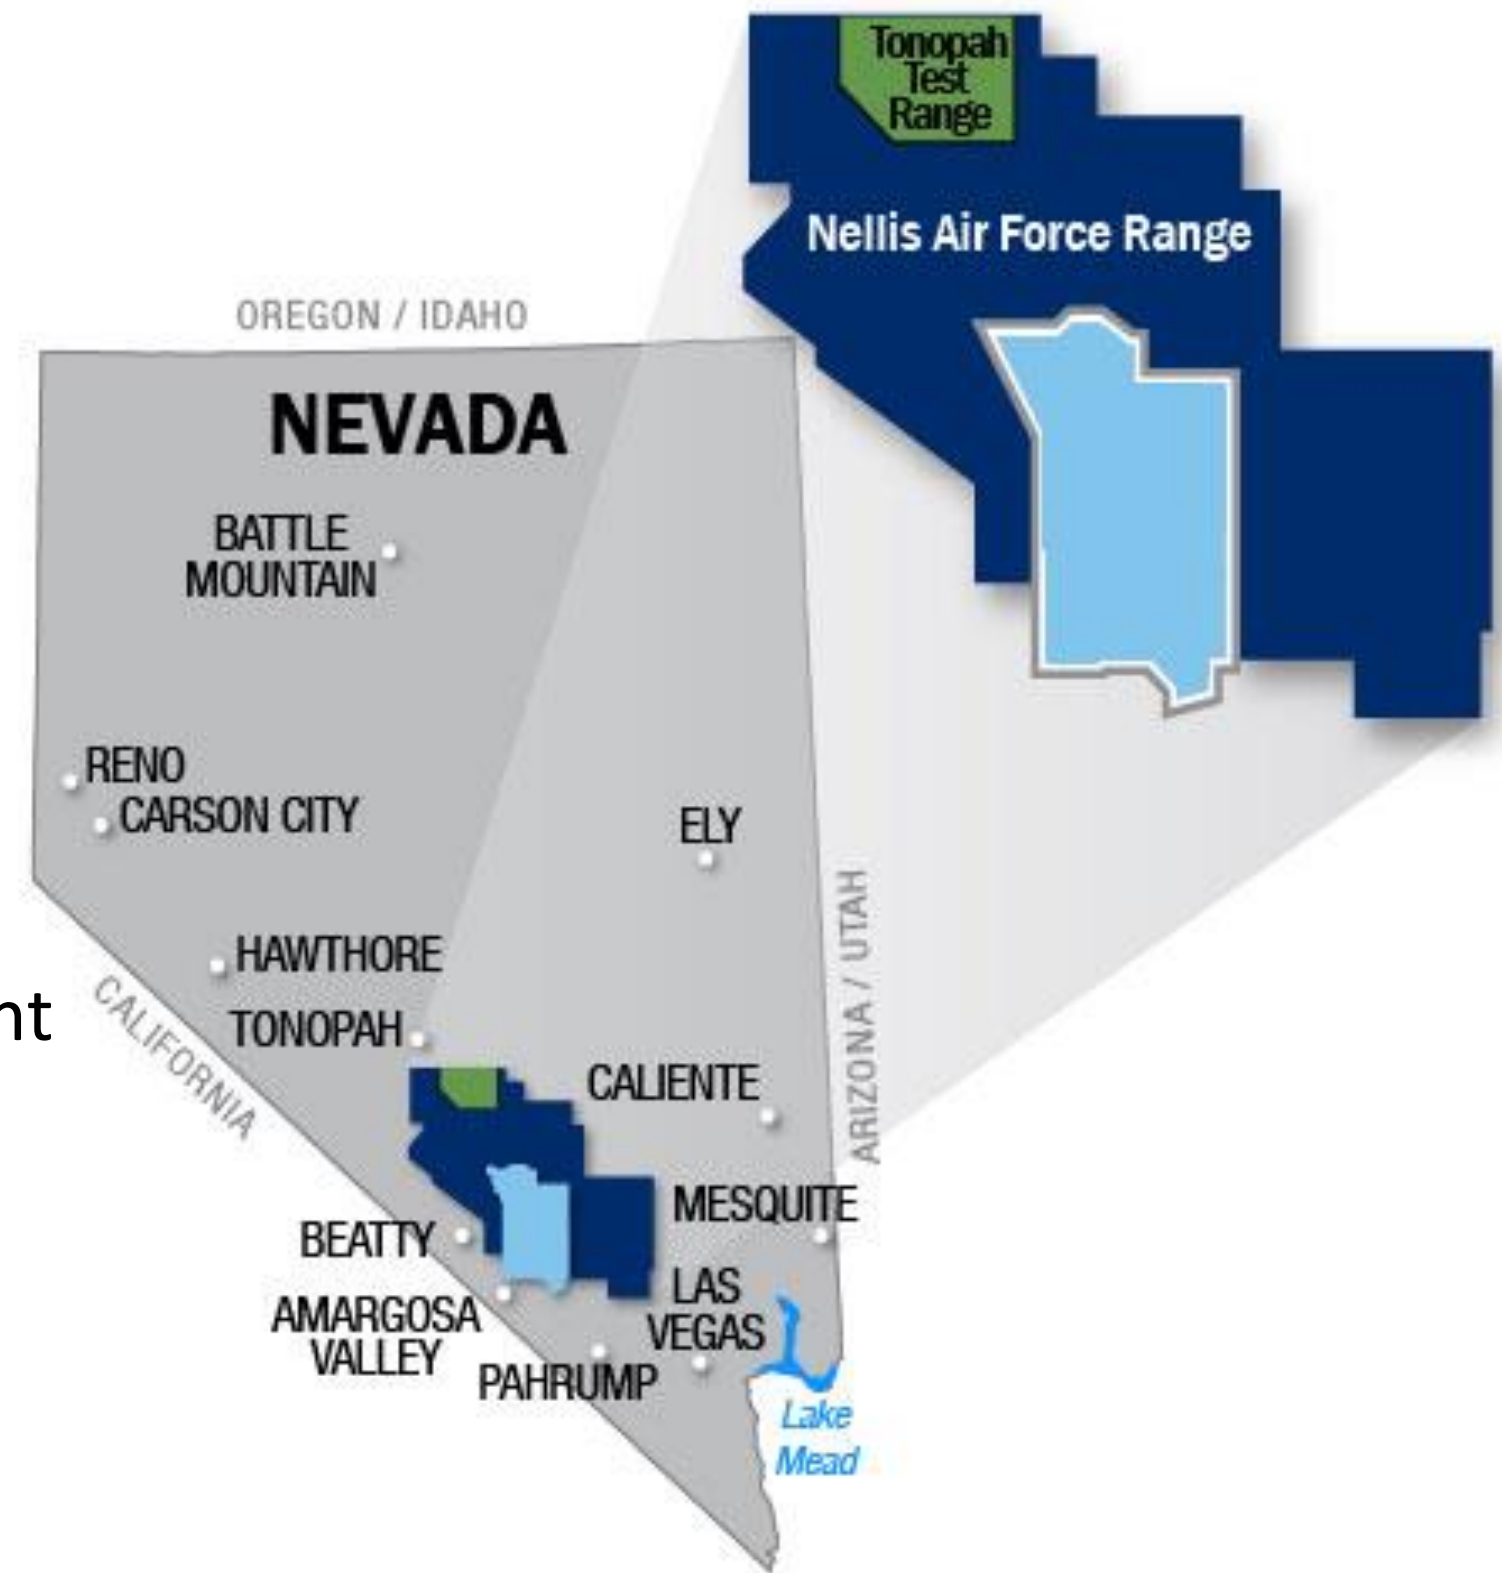 Tonopah
Test
Range
Nellis Air Force Range
OREGON / IDAHO
NEVADA
BATTLE
MOUNTAIN
RENO
CARSON CITY
ELY
HAWTHORE
nt
CALIFORNIA
TONOPAH
ARIZONA / UTAH
CALIENTE
MESQUITE
BEATTY
LAS
VEGAS
AMARGOSA
VALLEY
PAHRUMP
Lake
Mead